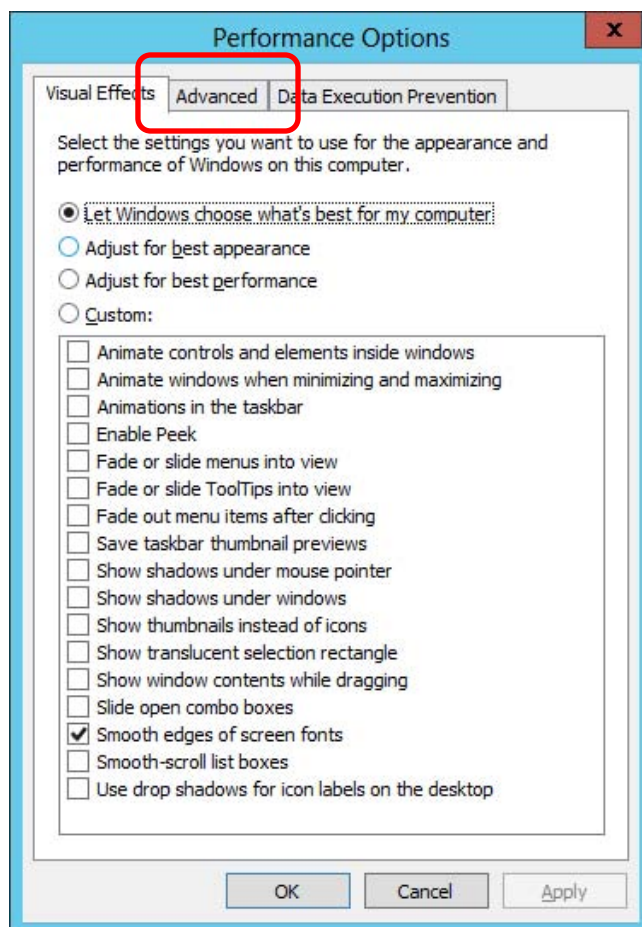 Performance Options
x
Visual Effects Advanced Data Execution Prevention
Select the settings you want to use for the appearance and
performance of Windows on this computer.
Let Windows choose what's best for my computer
Adjust for best appearance
Adjust for best performance
Custom:
Animate controls and elements inside windows
Animate windows when minimizing and maximizing
Animations in the taskbar
Enable Peek
Fade or slide menus into view
Fade or slide ToolTips into view
Fade out menu items after clicking
Save taskbar thumbnail previews
Show shadows under mouse pointer
Show shadows under windows
Show thumbnails instead of icons
Show translucent selection rectangle
Show window contents while dragging
Slide open combo boxes
Smooth edges of screen fonts
Smooth-scroll list boxes
Use drop shadows for icon labels on the desktop
OK Cancel Apply